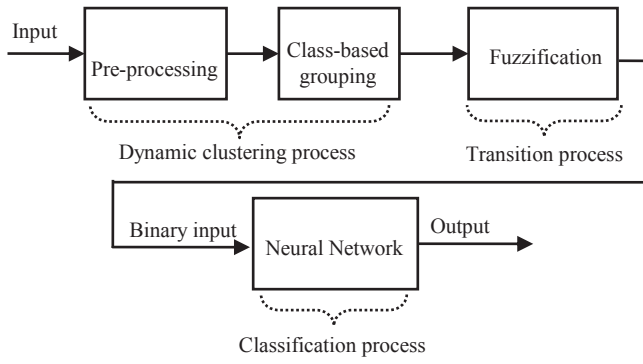 Input
Pre-processing
Class-based
grouping
Fuzzification
Dynamic clustering process
Transition process
Binary input
Neural Network
Output
Classification process